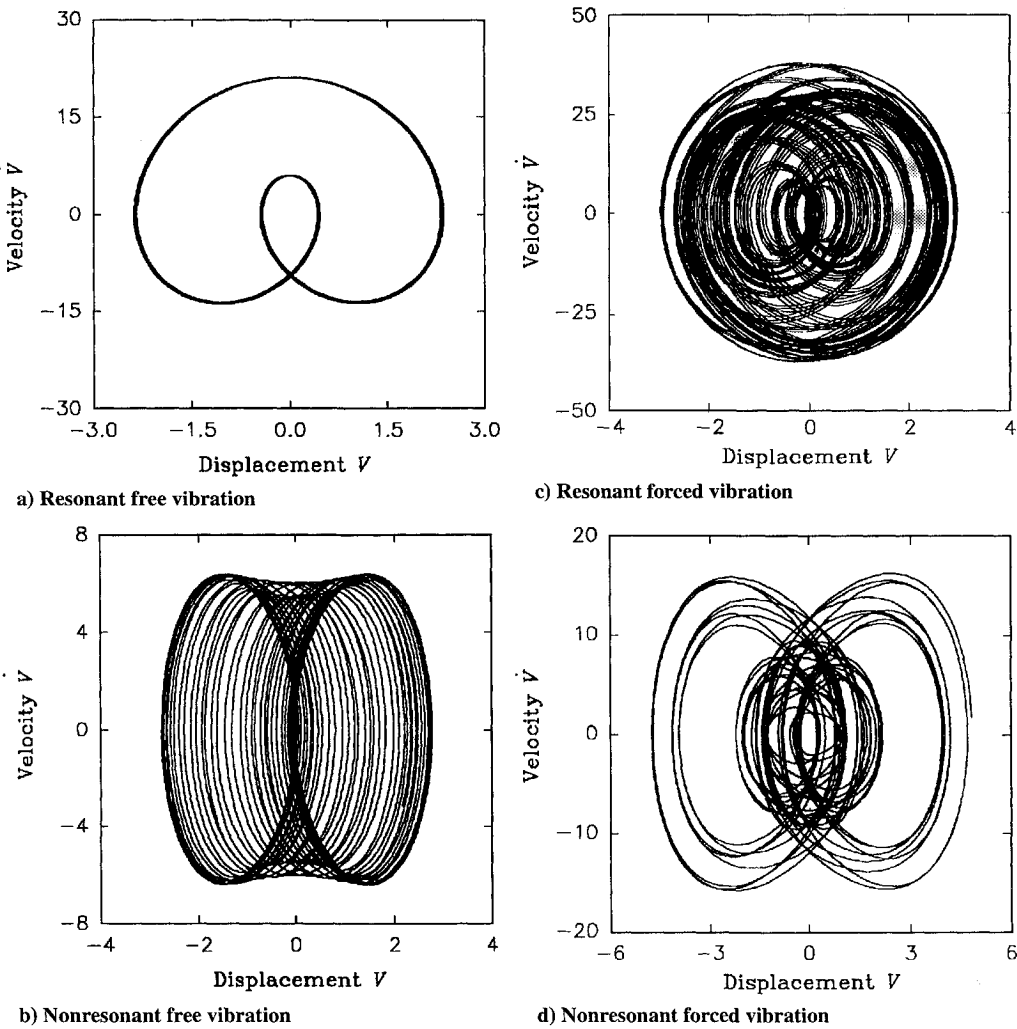 30
15
0
−15
−30
Velocity V̇
−3.0 −1.5 0.0 1.5 3.0
Displacement V
a) Resonant free vibration
50
25
0
−25
−50
Velocity V̇
−4 −2 0 2 4
Displacement V
c) Resonant forced vibration
8
4
0
−4
−8
Velocity V̇
−4 −2 0 2 4
Displacement V
b) Nonresonant free vibration
20
10
0
−10
−20
Velocity V̇
−6 −3 0 3 6
Displacement V
d) Nonresonant forced vibration